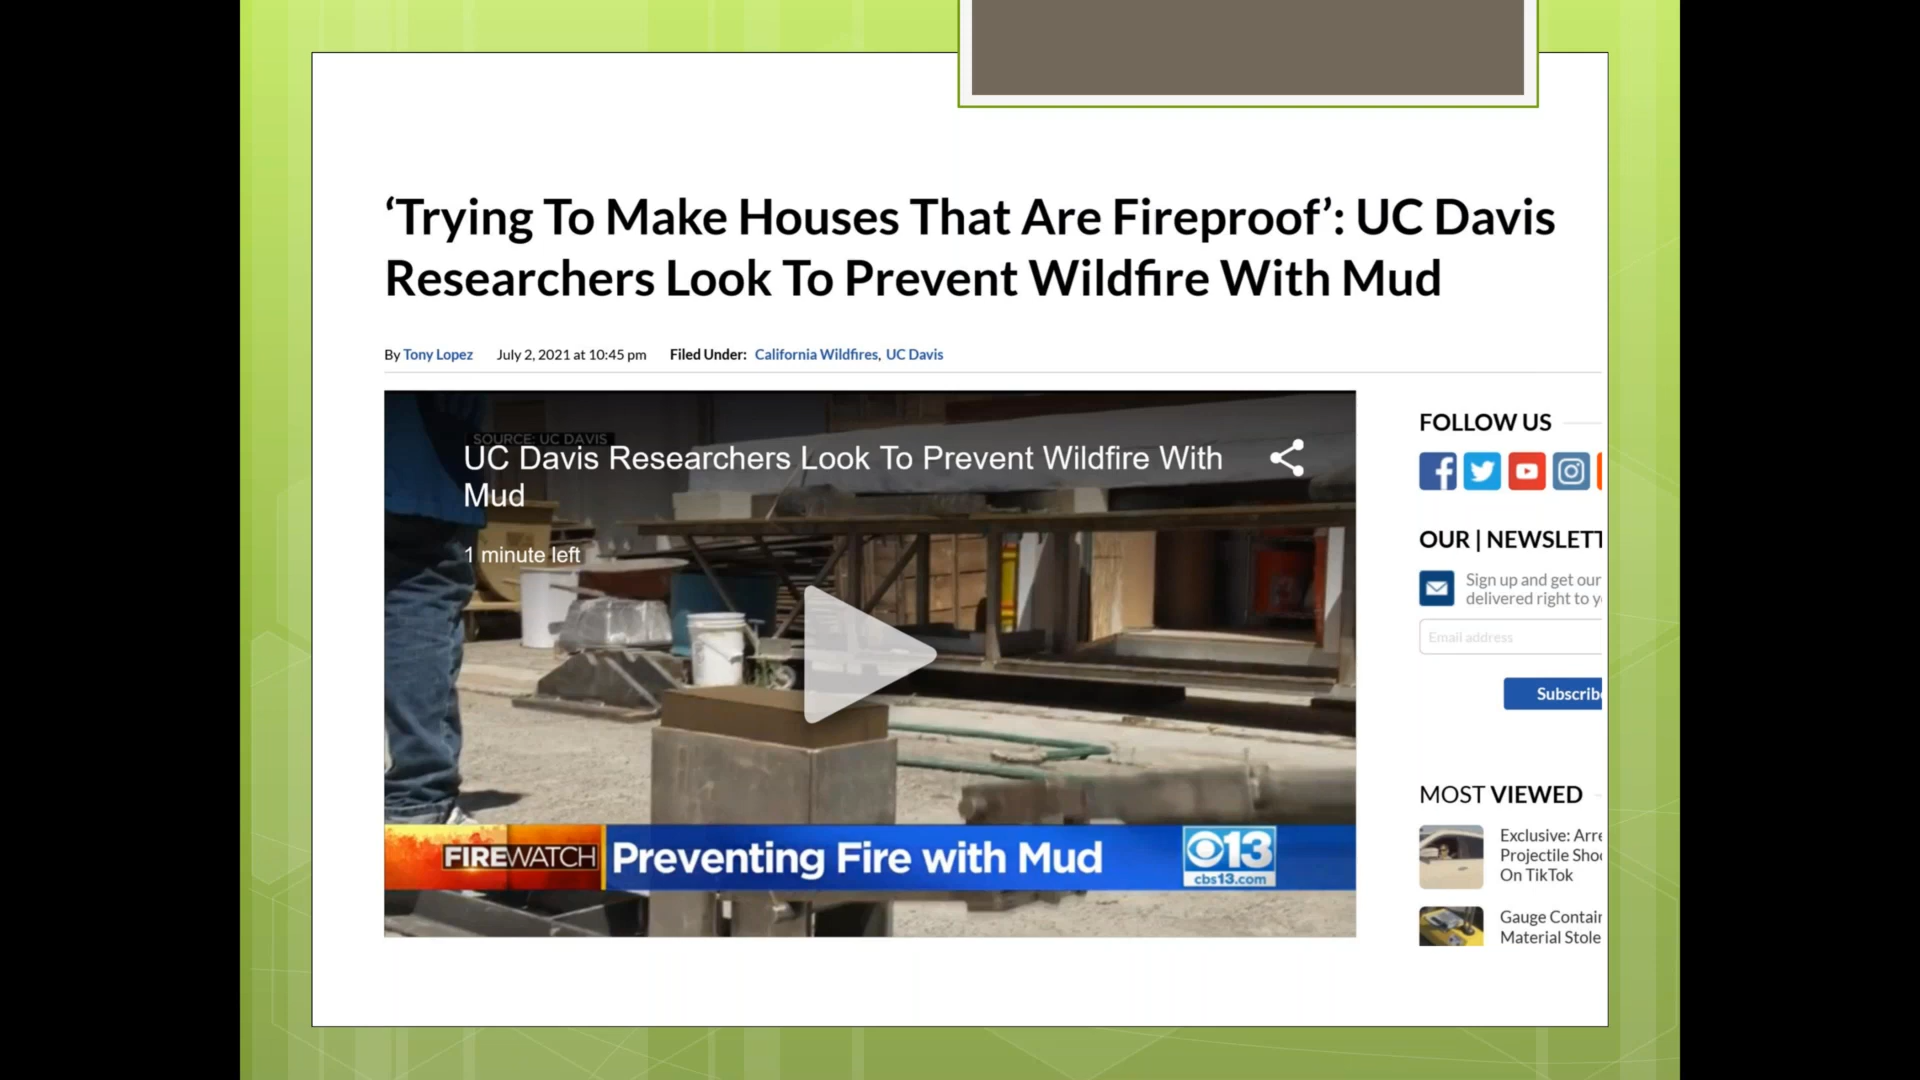 ‘Trying To Make Houses That Are Fireproof’: UC Davis
Researchers Look To Prevent Wildfire With Mud
By Tony Lopez July 2, 2021 at 10:45 pm Filed Under: California Wildfires, UC Davis
SOURCE: UC DAVIS
UC Davis Researchers Look To Prevent Wildfire With
Mud
1 minute left
FIREWATCH Preventing Fire with Mud CBS 13
cbs13.com
FOLLOW US
OUR | NEWSLETT
Sign up and get our
delivered right to y
Email address
Subscribe
MOST VIEWED
Exclusive: Arre
Projectile Shoo
On TikTok
Gauge Contain
Material Stole